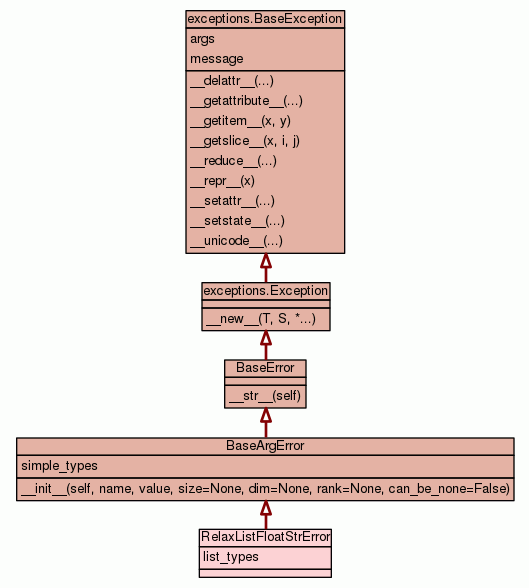 exceptions.BaseException
args
message
__delattr__(...)
__getattribute__(...)
__getitem__(x, y)
__getslice__(x, i, j)
__reduce__(...)
__repr__(x)
__setattr__(...)
__setstate__(...)
__unicode__(...)
exceptions.Exception
__new__(T, S, *...)
BaseError
__str__(self)
BaseArgError
simple_types
__init__(self, name, value, size=None, dim=None, rank=None, can_be_none=False)
RelaxListFloatStrError
list_types